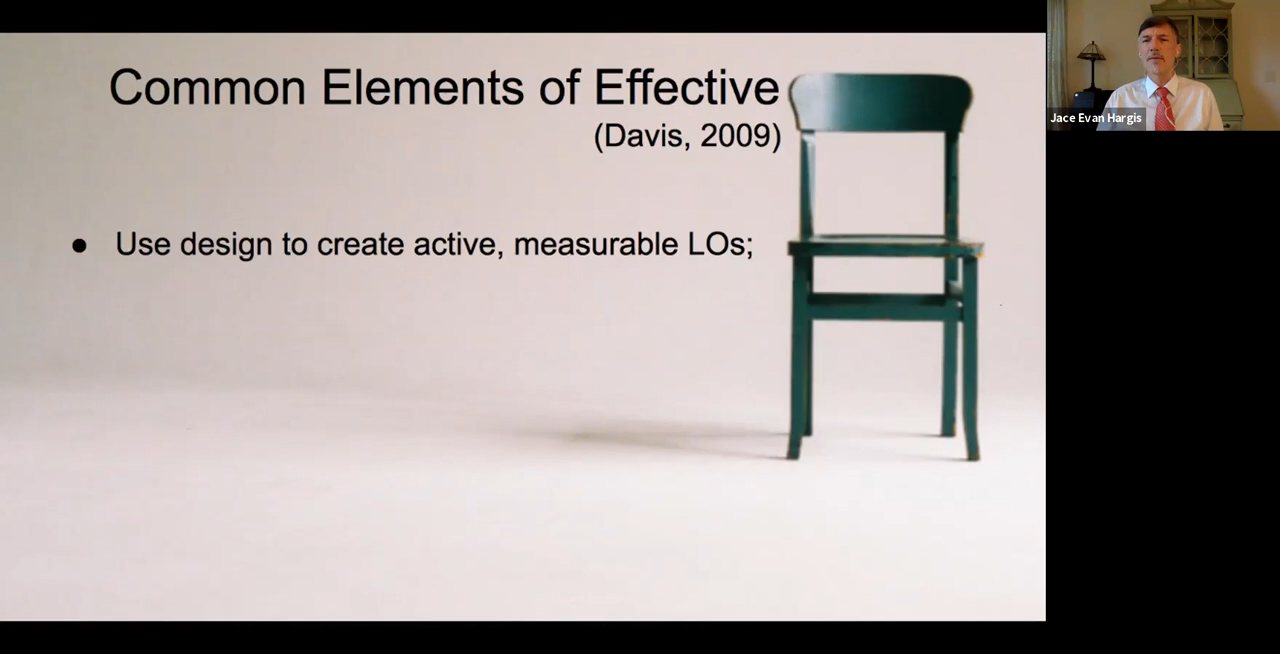 Common Elements of Effective
(Davis, 2009)
● Use design to create active, measurable LOs;
Jace Evan Hargis